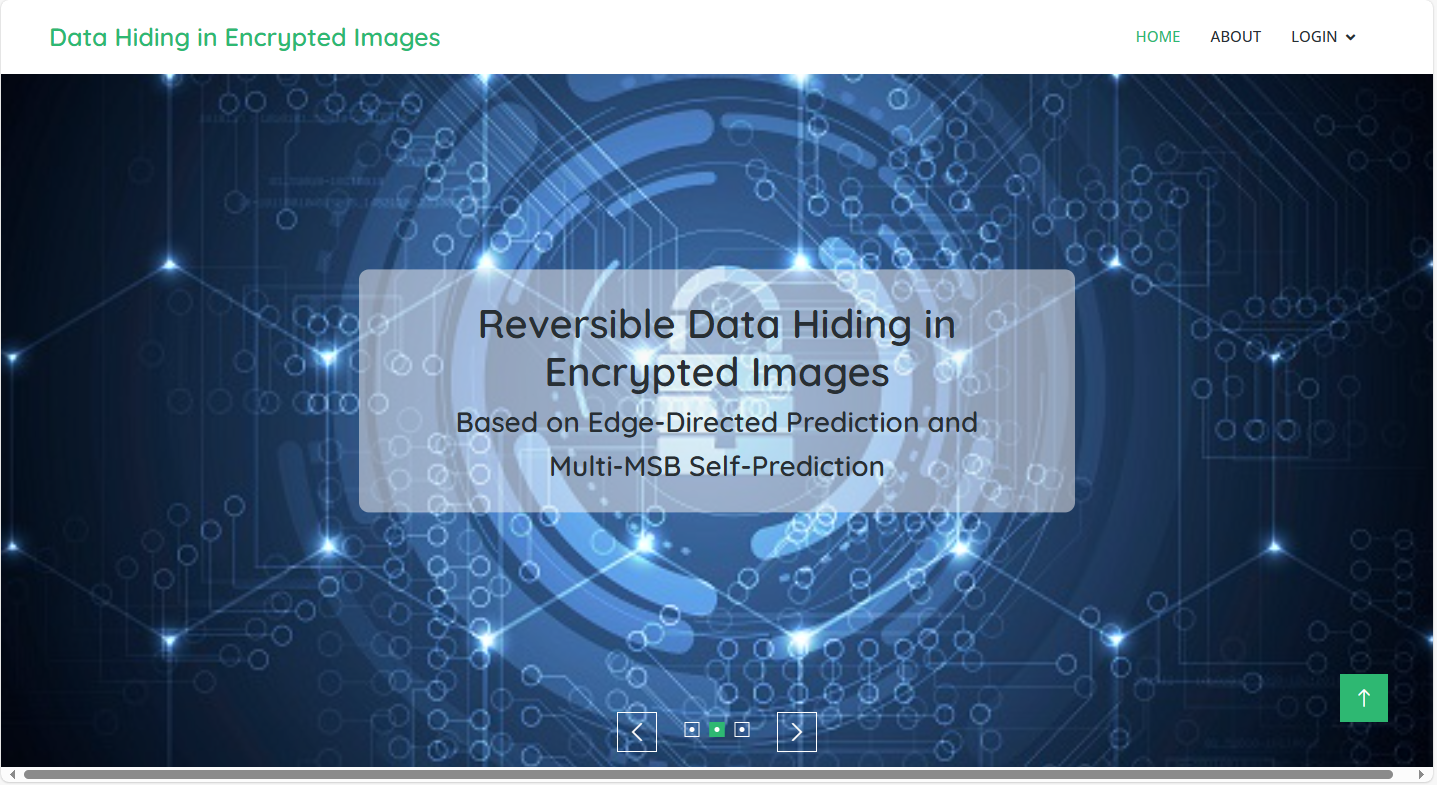 Data Hiding in Encrypted Images
HOME ABOUT LOGIN
Reversible Data Hiding in
Encrypted Images
Based on Edge-Directed Prediction and
Multi-MSB Self-Prediction